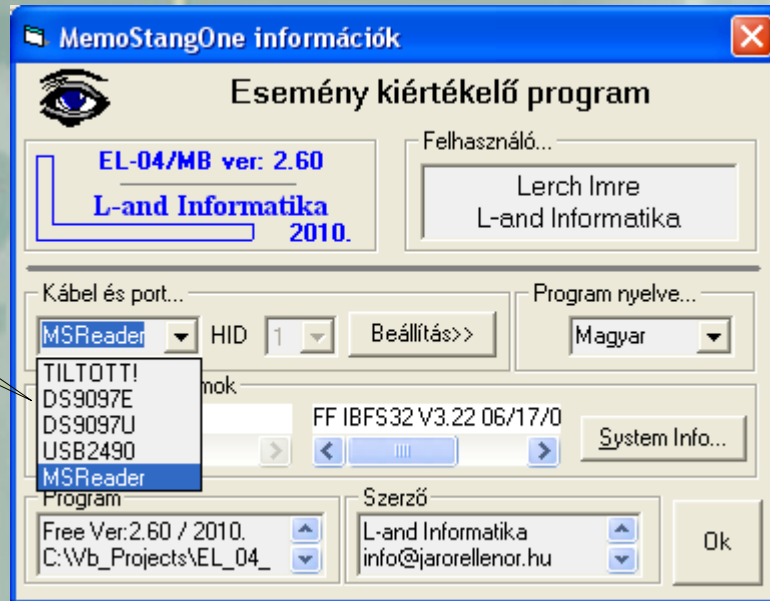 MemoStangOne információk
Esemény kiértékelő program
EL-04/MB ver: 2.60
L-and Informatika
2010.
Felhasználó...
Lerch Imre
L-and Informatika
Kábel és port...
MSReader
HID
1
Beállítás>>
Program nyelve...
Magyar
TILTOTT!
DS9097E
DS9097U
USB2490
MSReader
FF IBFS32 V3.22 06/17/0
System Info...
Program
Free Ver:2.60 / 2010.
C:\Vb_Projects\EL_04_
Szerző
L-and Informatika
info@jarorellenor.hu
Ok